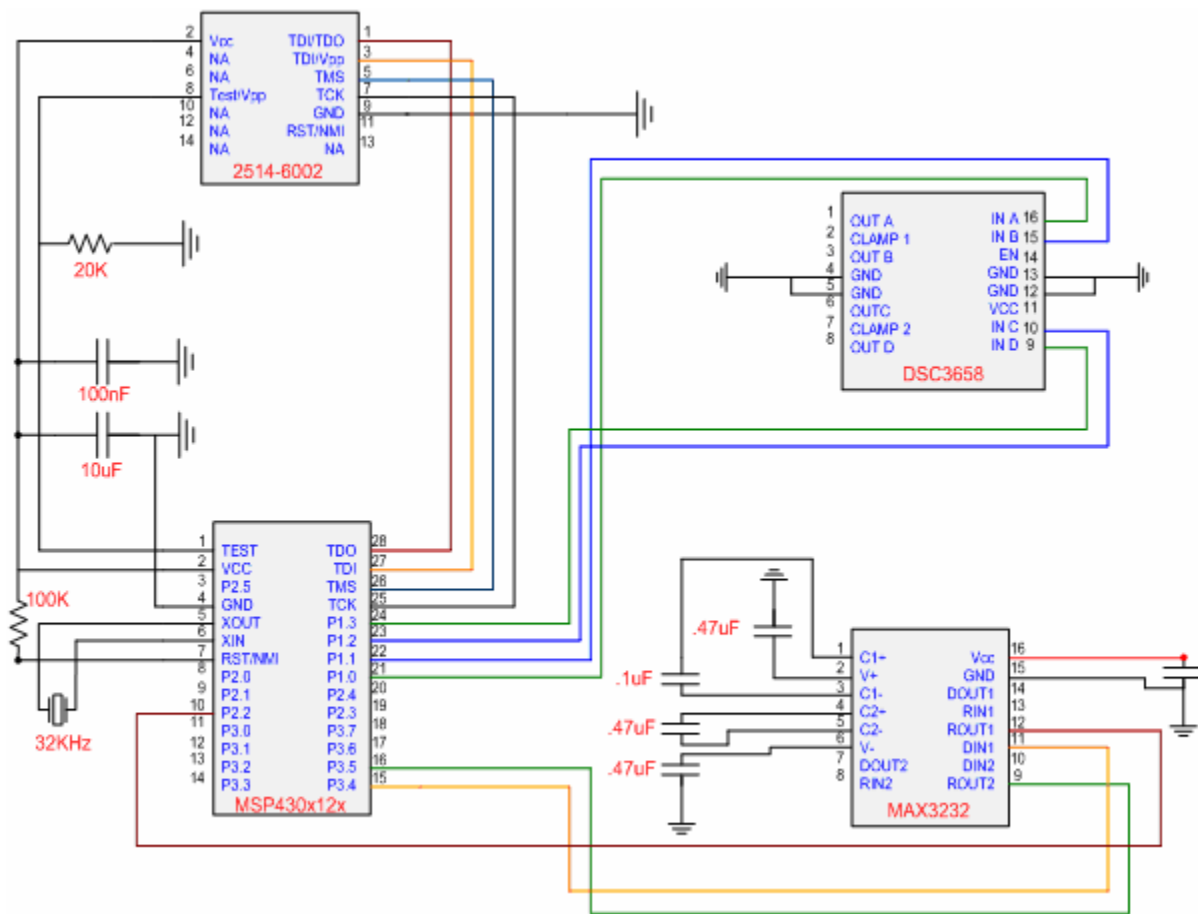 2 Vcc TDI/TDO 1
4 NA TDI/Vpp 3
6 NA TMS 5
8 Test/Vpp TCK 7
10 NA GND 9
12 NA RST/NMI 11
14 NA NA 13
2514-6002
20K
100nF
10uF
1 OUT A IN A 16
2 CLAMP 1 IN B 15
3 OUT B EN 14
4 GND GND 13
5 GND GND 12
6 OUTC VCC 11
7 CLAMP 2 IN C 10
8 OUT D IN D 9
DSC3658
1 TEST TDO 28
2 VCC TDI 27
3 P2.5 TMS 26
4 GND TCK 25
5 XOUT P1.3 24
6 XIN P1.2 23
7 RST/NMI P1.1 22
8 P2.0 P1.0 21
9 P2.1 P2.4 20
10 P2.2 P2.3 19
11 P3.0 P3.7 18
12 P3.1 P3.6 17
13 P3.2 P3.5 16
14 P3.3 P3.4 15
MSP430x12x
100K
32KHz
.47uF
.1uF
.47uF
.47uF
1 C1+ Vcc 16
2 V+ GND 15
3 C1- DOUT1 14
4 C2+ RIN1 13
5 C2- ROUT1 12
6 V- DIN1 11
7 DOUT2 DIN2 10
8 RIN2 ROUT2 9
MAX3232